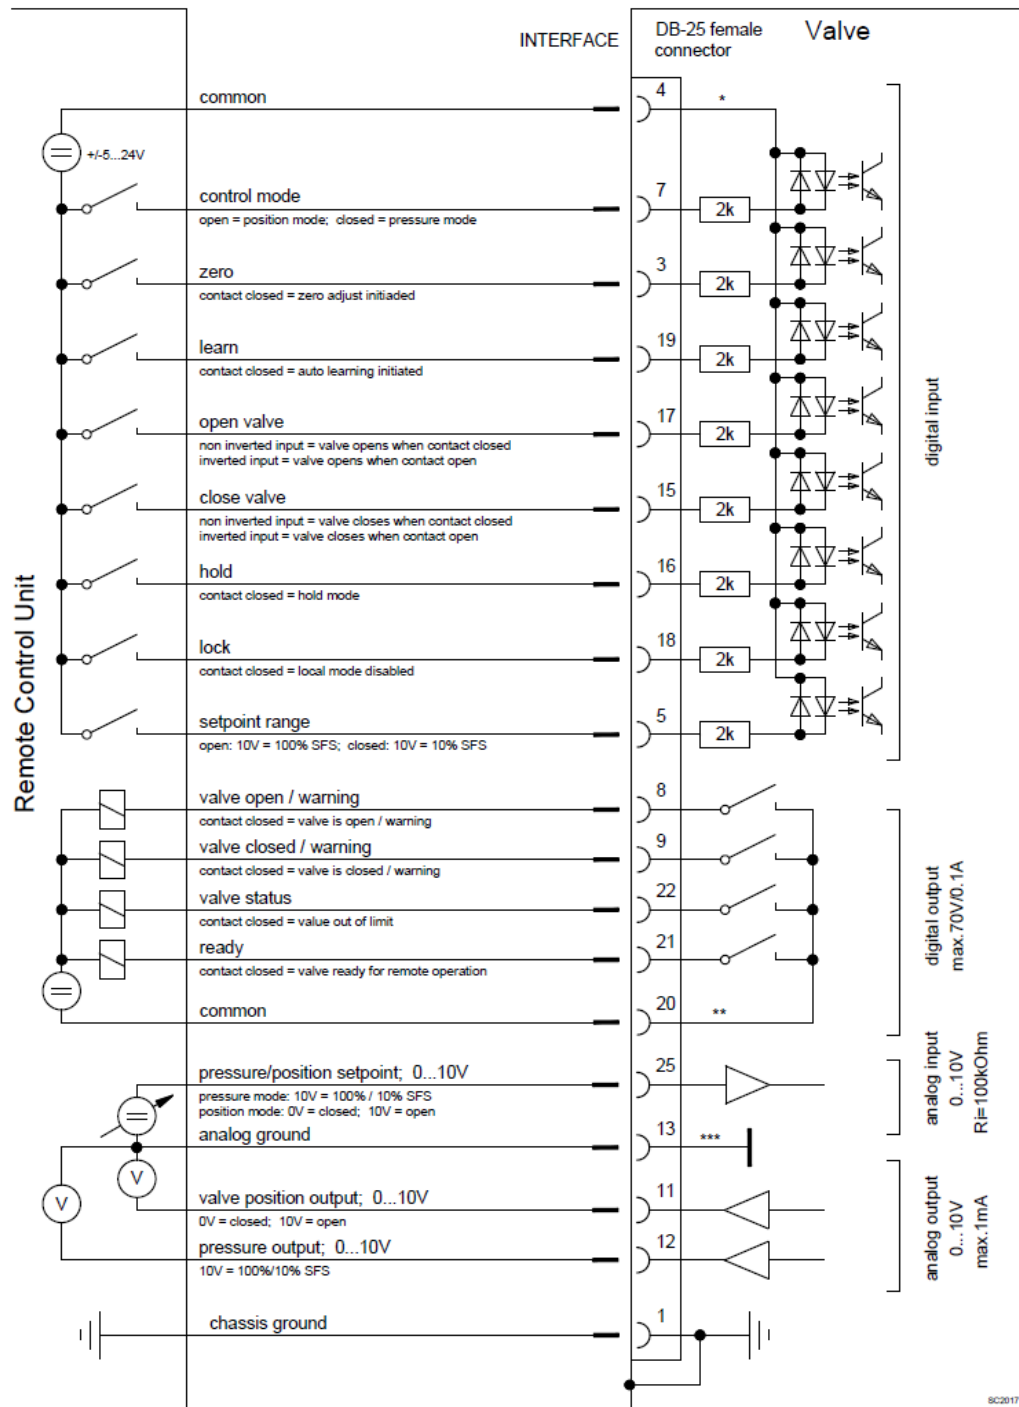 INTERFACE
DB-25 female
connector
Valve
common
4
*
+/-5...24V
control mode
7
2k
open = position mode; closed = pressure mode
zero
3
2k
contact closed = zero adjust initiaded
learn
19
2k
contact closed = auto learning initiated
open valve
17
2k
non inverted input = valve opens when contact closed
inverted input = valve opens when contact open
close valve
15
2k
non inverted input = valve closes when contact closed
inverted input = valve closes when contact open
hold
16
2k
contact closed = hold mode
lock
18
2k
contact closed = local mode disabled
setpoint range
5
2k
open: 10V = 100% SFS; closed: 10V = 10% SFS
digital input
Remote Control Unit
valve open / warning
8
contact closed = valve is open / warning
valve closed / warning
9
contact closed = valve is closed / warning
valve status
22
contact closed = value out of limit
ready
21
contact closed = valve ready for remote operation
common
20
**
digital output
max.70V/0.1A
pressure/position setpoint; 0...10V
25
pressure mode: 10V = 100% / 10% SFS
position mode: 0V = closed; 10V = open
analog input
0...10V
Ri=100kOhm
analog ground
13
***
V
V
valve position output; 0...10V
11
0V = closed; 10V = open
pressure output; 0...10V
12
10V = 100%/10% SFS
analog output
0...10V
max.1mA
chassis ground
1
SC2017